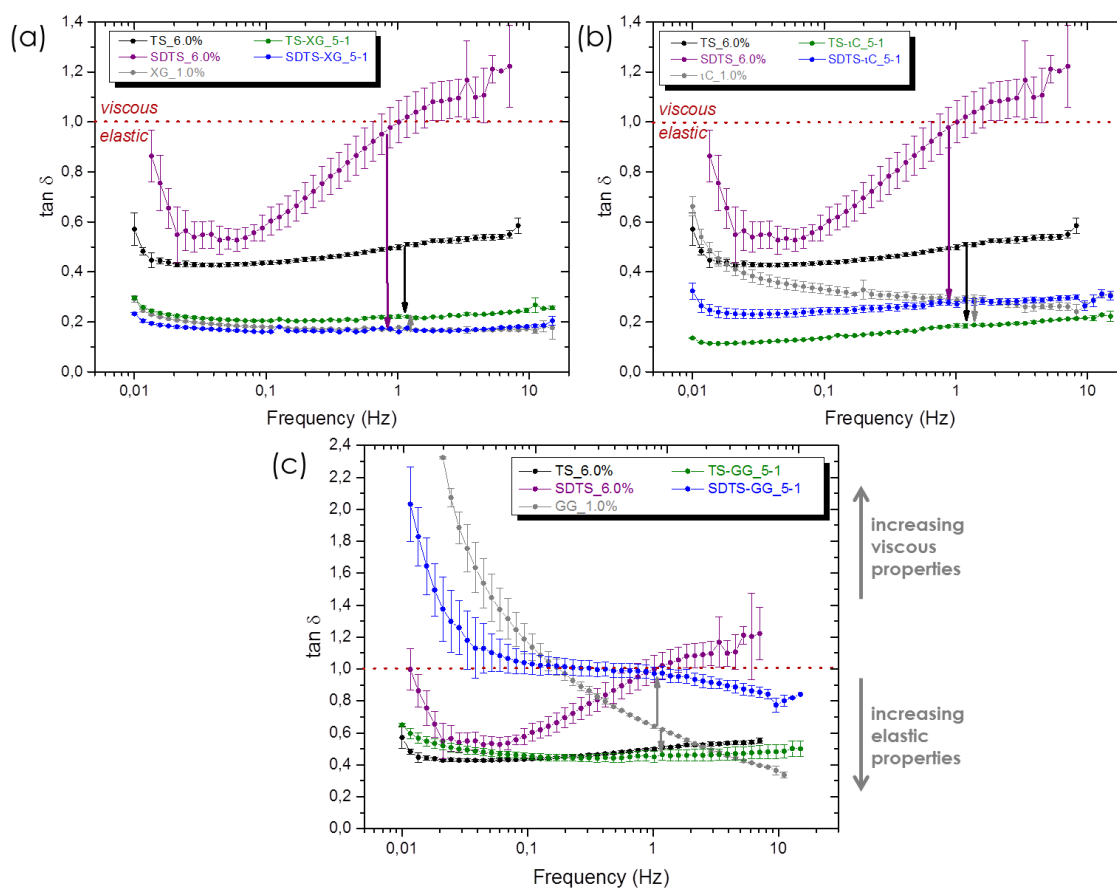 (a)
TS_6.0%
TS-XG_5-1
SDTS_6.0%
SDTS-XG_5-1
XG_1.0%
viscous
elastic
tan δ
1,4
1,2
1,0
0,8
0,6
0,4
0,2
0,0
0,01
0,1
1
10
Frequency (Hz)
(b)
TS_6.0%
TS-ιC_5-1
SDTS_6.0%
SDTS-ιC_5-1
ιC_1.0%
viscous
elastic
tan δ
1,4
1,2
1,0
0,8
0,6
0,4
0,2
0,0
0,01
0,1
1
10
Frequency (Hz)
(c)
TS_6.0%
TS-GG_5-1
SDTS_6.0%
SDTS-GG_5-1
GG_1.0%
tan δ
2,4
2,2
2,0
1,8
1,6
1,4
1,2
1,0
0,8
0,6
0,4
0,2
0,0
0,01
0,1
1
10
Frequency (Hz)
increasing
viscous
properties
increasing
elastic
properties